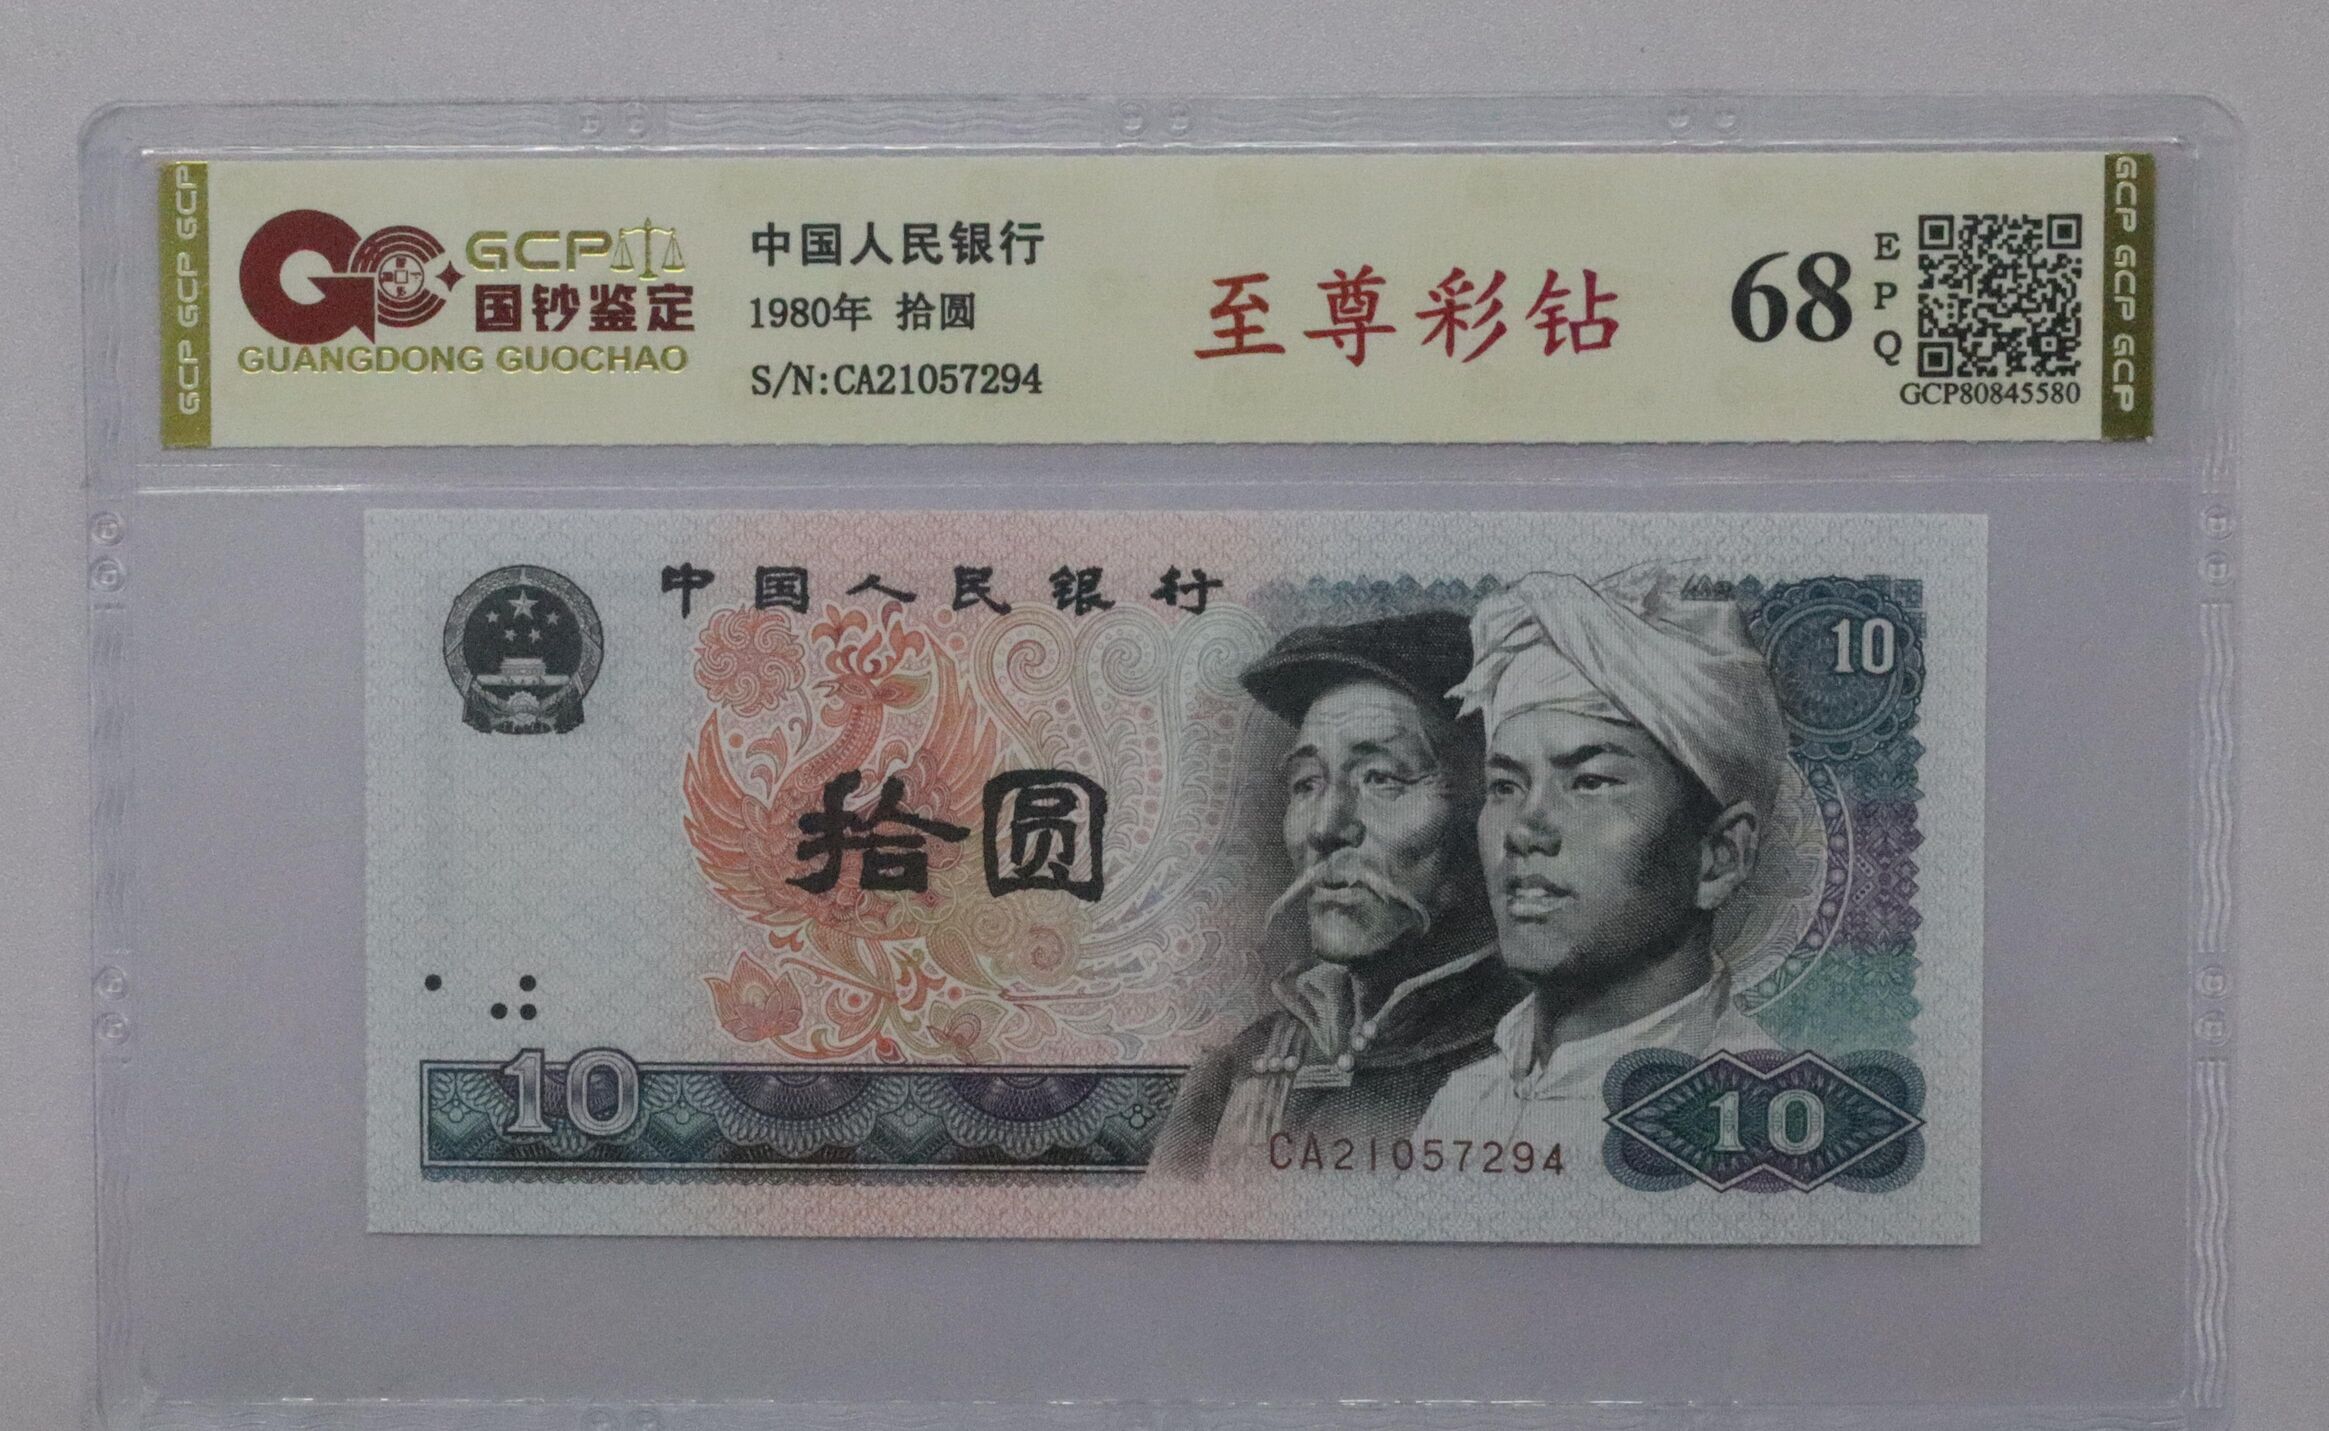 GCP GCP GCP
GCP
国钞鉴定
GUANGDONG GUOCHAO
中国人民银行
1980年 拾圆
S/N:CA21057294
至尊彩钻
68
EPQ
GCP80845580
GCP GCP GCP
中国人民银行
10
拾圆
10
CA21057294
10